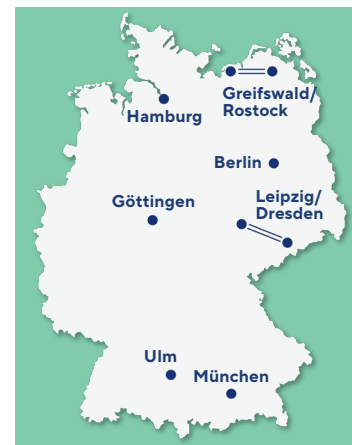 Greifswald/
Rostock
Hamburg
Berlin
Leipzig/
Dresden
Göttingen
Ulm
München